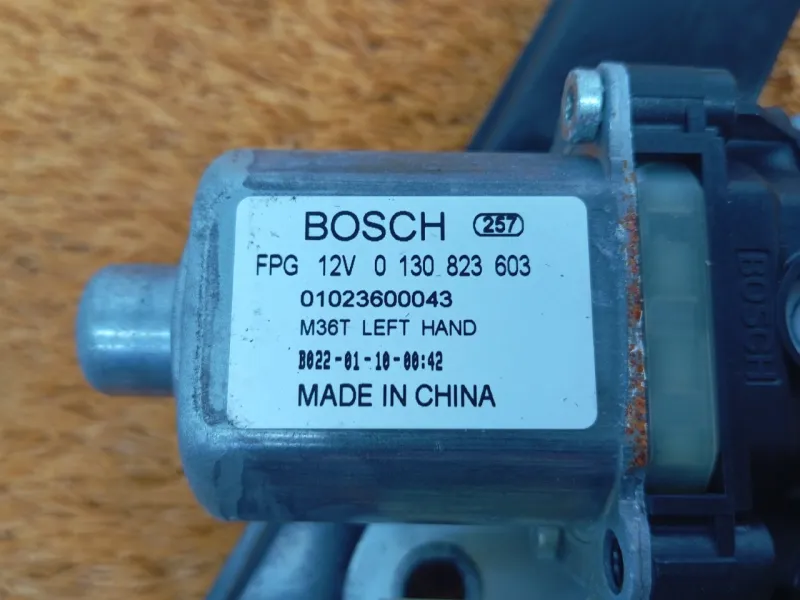 BOSCH 257
FPG 12V 0 130 823 603
01023600043
M36T LEFT HAND
B022-01-10-00:42
MADE IN CHINA
BOSCH